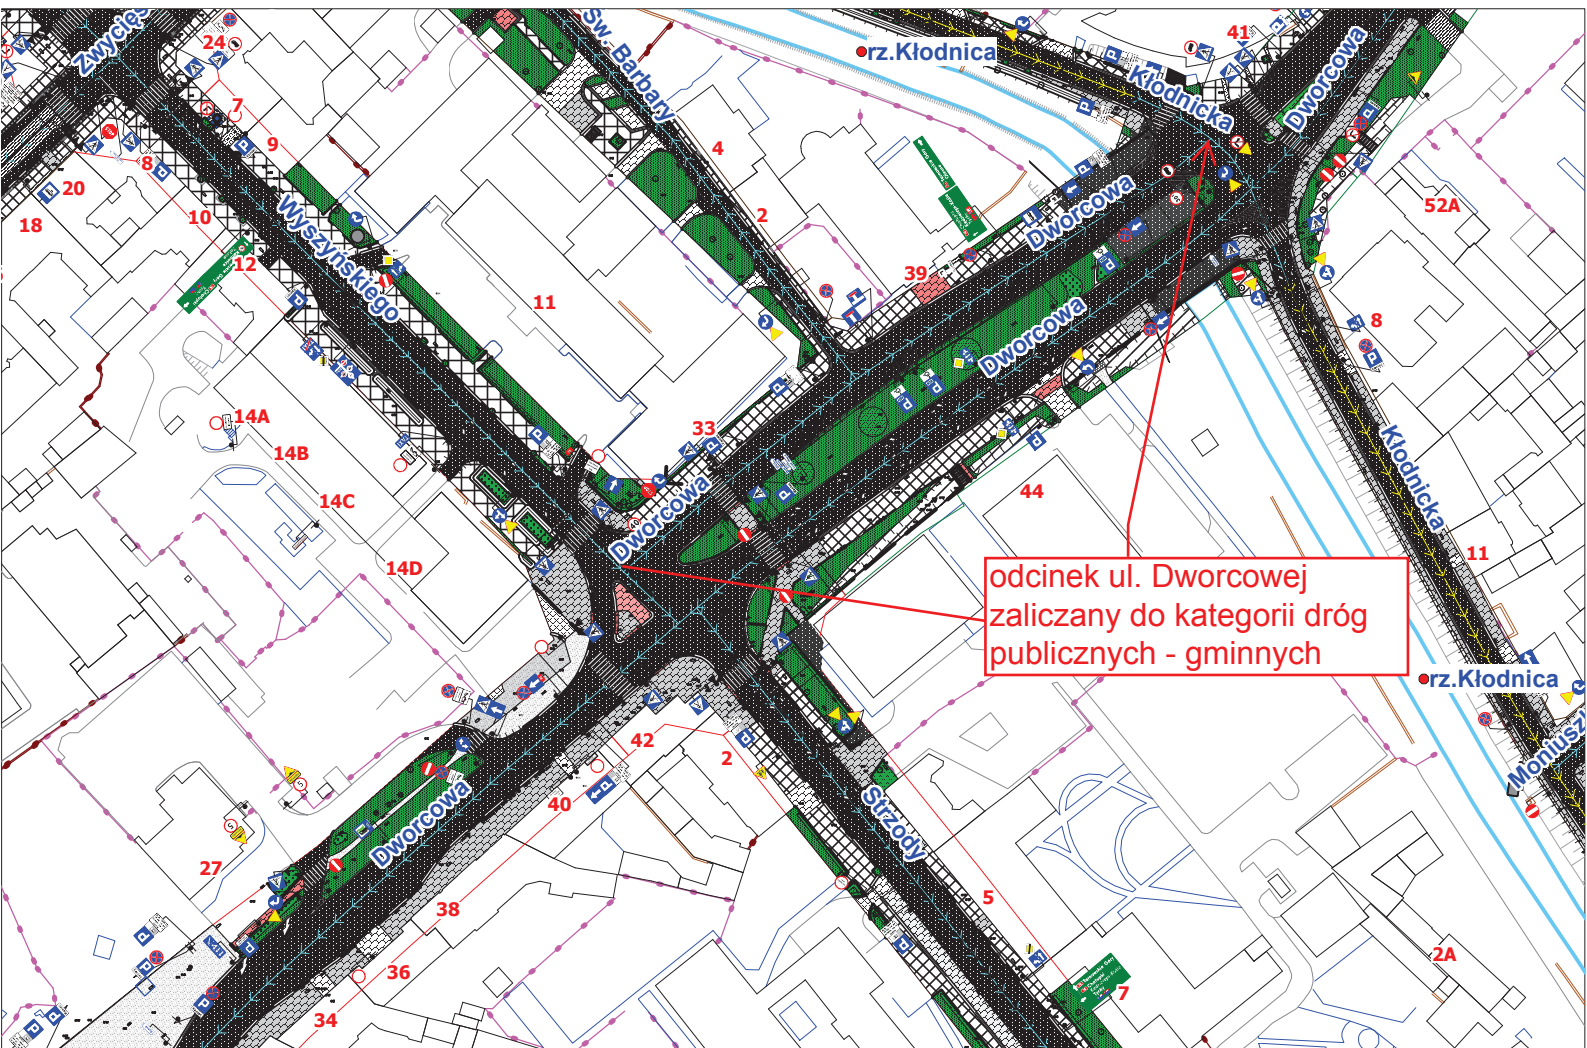 Zwycięs
24
7
9
8
20
18
10
12
Wyszyńskiego
Św. Barbary
4
2
11
rz.Kłodnica
Kłodnicka
41
Dworcowa
52A
Dworcowa
39
Dworcowa
8
33
Dworcowa
44
Kłodnicka
11
14A
14B
14C
14D
odcinek ul. Dworcowej
zaliczany do kategorii dróg
publicznych - gminnych
rz.Kłodnica
Moniuszk
42
2
40
Dworcowa
Strzody
27
38
36
34
5
7
2A